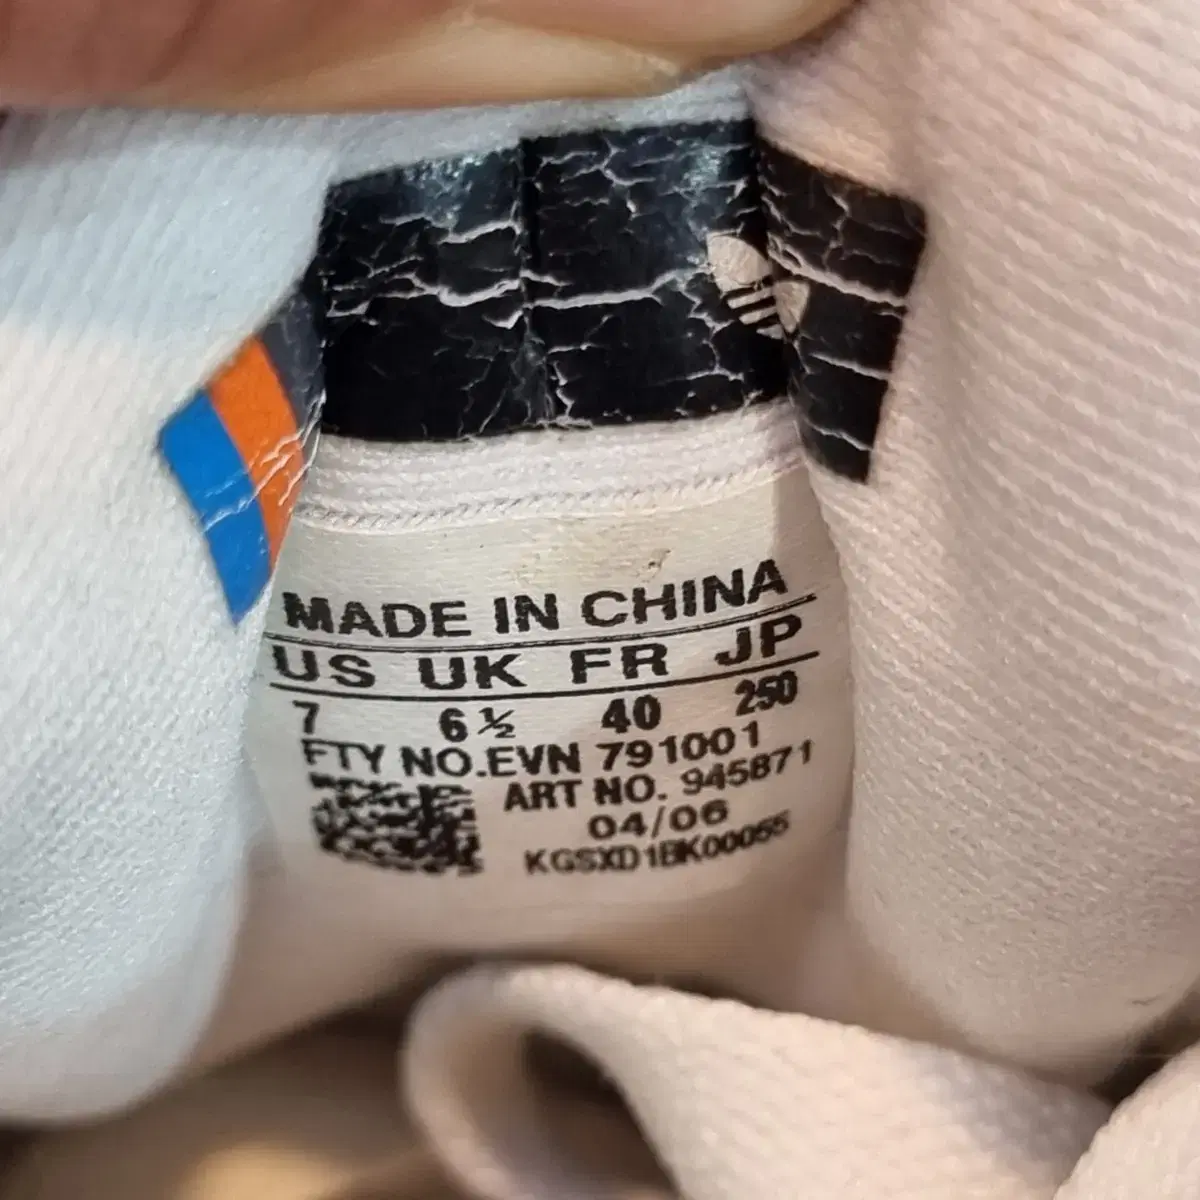 MADE IN CHINA
US UK FR JP
7 6½ 40 250
FTY NO.EVN 791001
ART NO. 945871
04/06
KGSXD1BK00055